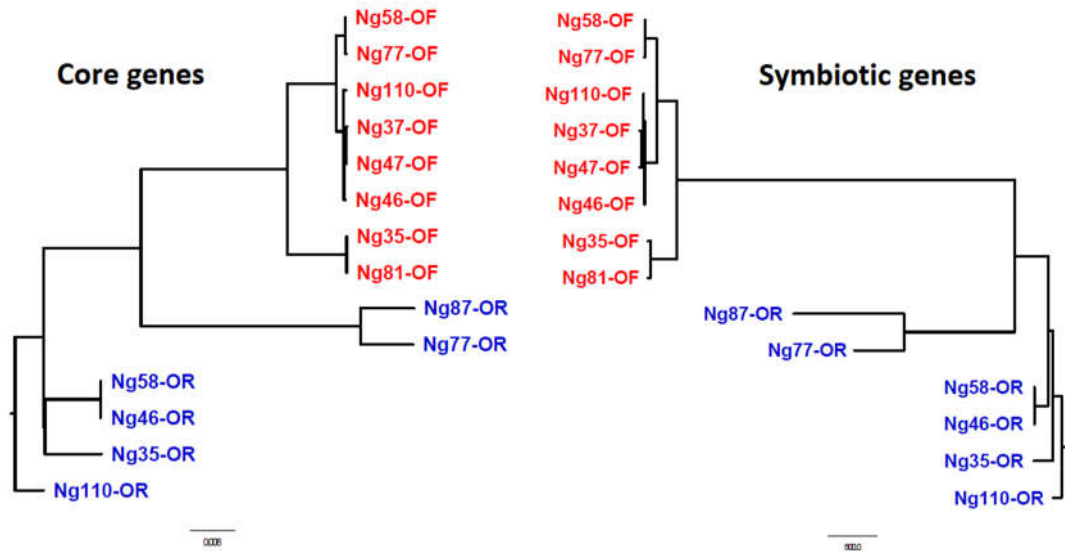 Core genes
Ng58-OF
Ng77-OF
Ng110-OF
Ng37-OF
Ng47-OF
Ng46-OF
Ng35-OF
Ng81-OF
Ng87-OR
Ng77-OR
Ng58-OR
Ng46-OR
Ng35-OR
Ng110-OR
Symbiotic genes
Ng58-OF
Ng77-OF
Ng110-OF
Ng37-OF
Ng47-OF
Ng46-OF
Ng35-OF
Ng81-OF
Ng87-OR
Ng77-OR
Ng58-OR
Ng46-OR
Ng35-OR
Ng110-OR